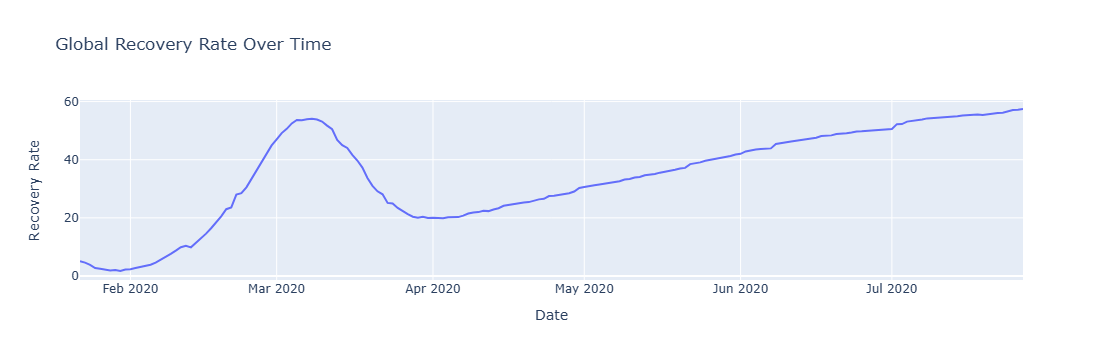 Global Recovery Rate Over Time
Recovery Rate
60
40
20
0
Feb 2020
Mar 2020
Apr 2020
May 2020
Jun 2020
Jul 2020
Date